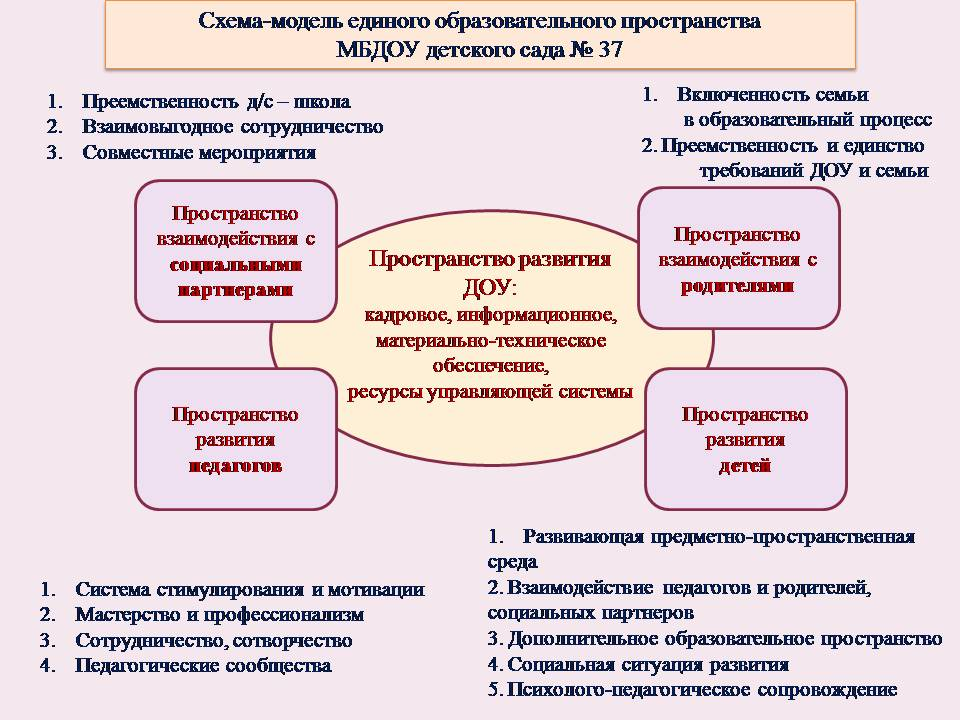 Схема-модель единого образовательного пространства
МБДОУ детского сада № 37
1. Преемственность д/с – школа
2. Взаимовыгодное сотрудничество
3. Совместные мероприятия
1. Включенность семьи
в образовательный процесс
2. Преемственность и единство
требований ДОУ и семьи
Пространство
взаимодействия с
социальными
партнерами
Пространство развития
ДОУ:
кадровое, информационное,
материально-техническое
обеспечение,
ресурсы управляющей системы
Пространство
взаимодействия с
родителями
Пространство
развития
педагогов
Пространство
развития
детей
1. Система стимулирования и мотивации
2. Мастерство и профессионализм
3. Сотрудничество, сотворчество
4. Педагогические сообщества
1. Развивающая предметно-пространственная
среда
2. Взаимодействие педагогов и родителей,
социальных партнеров
3. Дополнительное образовательное пространство
4. Социальная ситуация развития
5. Психолого-педагогическое сопровождение